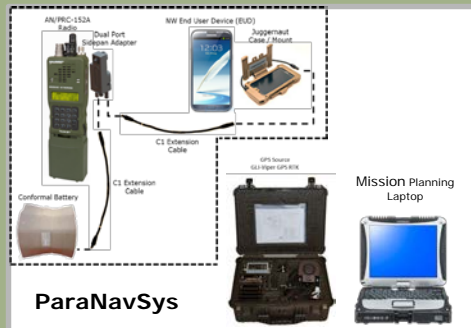 AN/PRC-152A
Radio
Dual Port
Sidepan Adapter
NW End User Device (EUD)
Juggernaut
Case / Mount
12:03
C1 Extension
Cable
C1 Extension
Cable
Conformal Battery
GPS Source
GLI-Viper GPS RTK
Mission Planning
Laptop
ParaNavSys